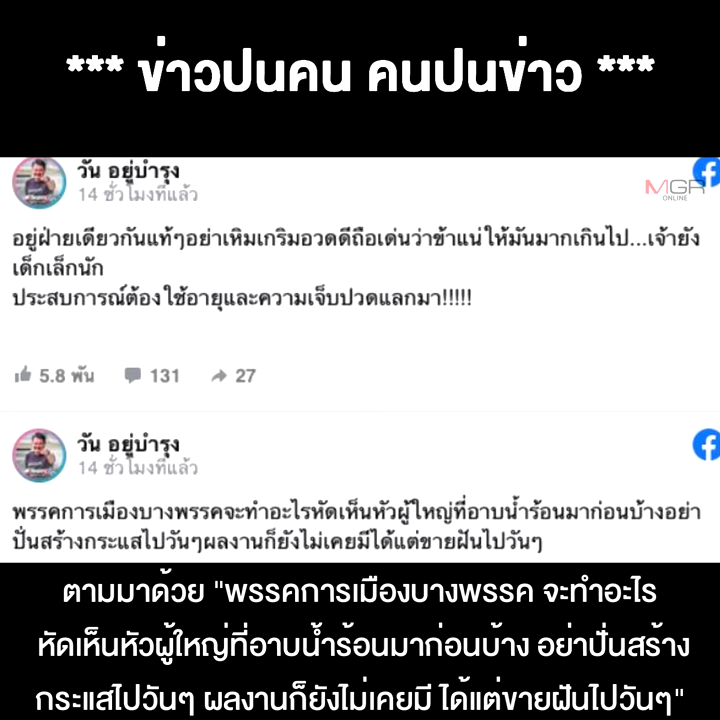 *** ข่าวปนคน คนปนข่าว ***
วัน อยู่บำรุง
14 ชั่วโมงที่แล้ว
MGR
ONLINE
อยู่ฝ่ายเดียวกันแท้ๆอย่าเหิมเกริมอวดดีถือเด่นว่าข้าแน่ให้มันมากเกินไป...เจ้ายัง
เด็กเล็กนัก
ประสบการณ์ต้องใช้อายุและความเจ็บปวดแลกมา!!!!!
5.8 พัน 131 27
วัน อยู่บำรุง
14 ชั่วโมงที่แล้ว
พรรคการเมืองบางพรรคจะทำอะไรหัดเห็นหัวผู้ใหญ่ที่อาบน้ำร้อนมาก่อนบ้างอย่า
ปั่นสร้างกระแสไปวันๆผลงานก็ยังไม่เคยมีได้แต่ขายฝันไปวันๆ
ตามมาด้วย "พรรคการเมืองบางพรรค จะทำอะไร
หัดเห็นหัวผู้ใหญ่ที่อาบน้ำร้อนมาก่อนบ้าง อย่าปั่นสร้าง
กระแสไปวันๆ ผลงานก็ยังไม่เคยมี ได้แต่ขายฝันไปวันๆ"